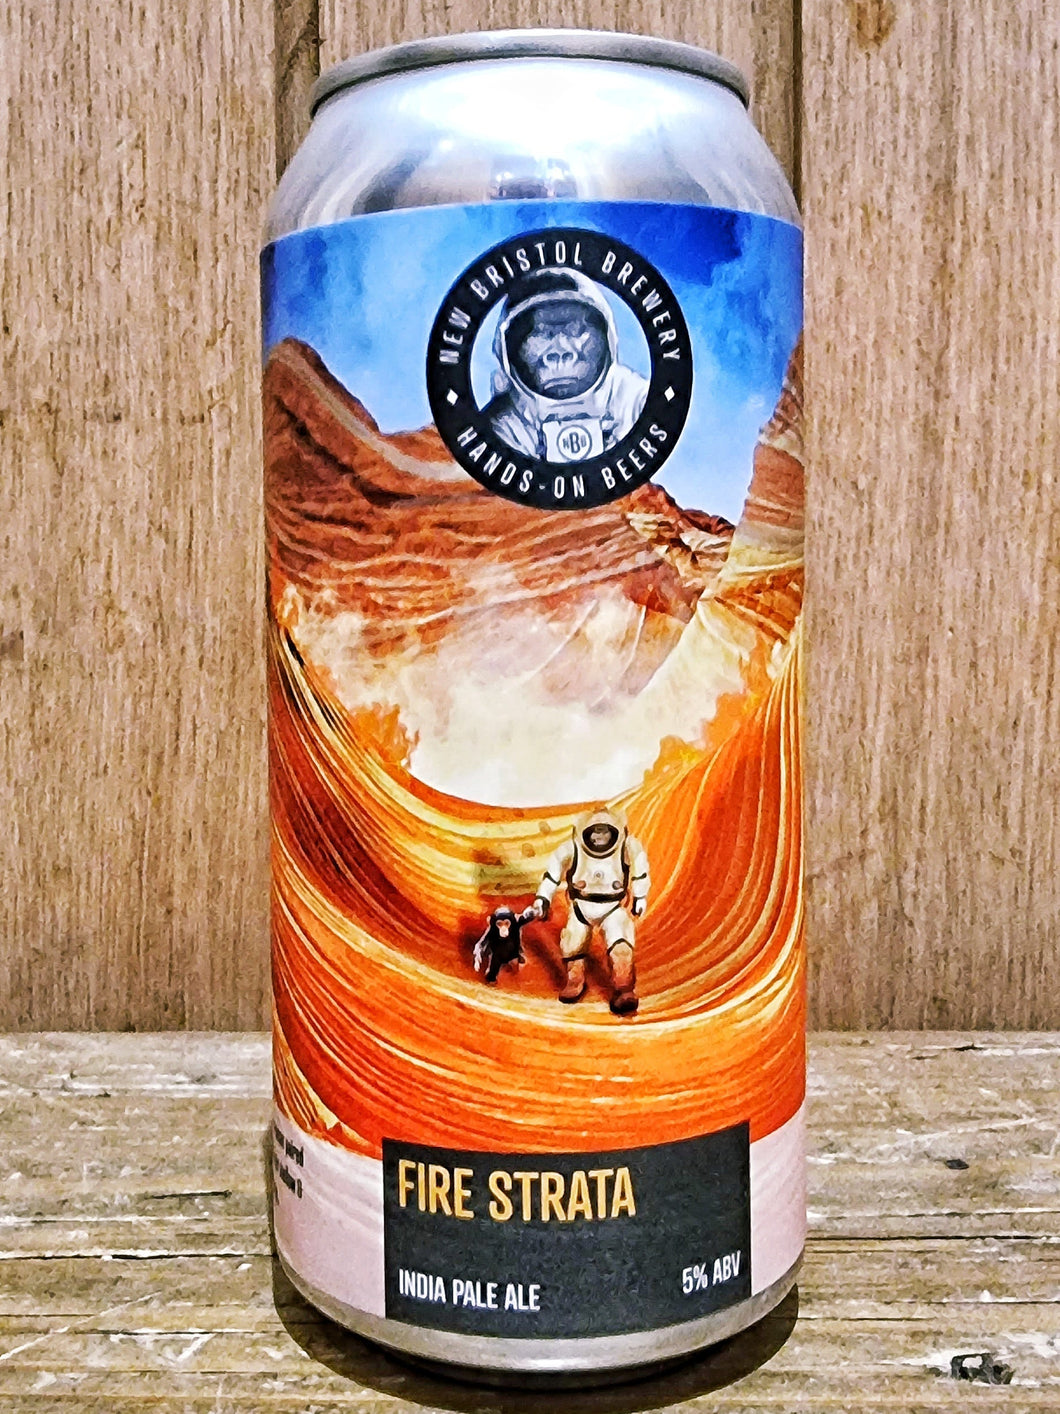 NEW BRISTOL BREWERY
HANDS-ON BEERS
NBB
FIRE STRATA
INDIA PALE ALE
5% ABV